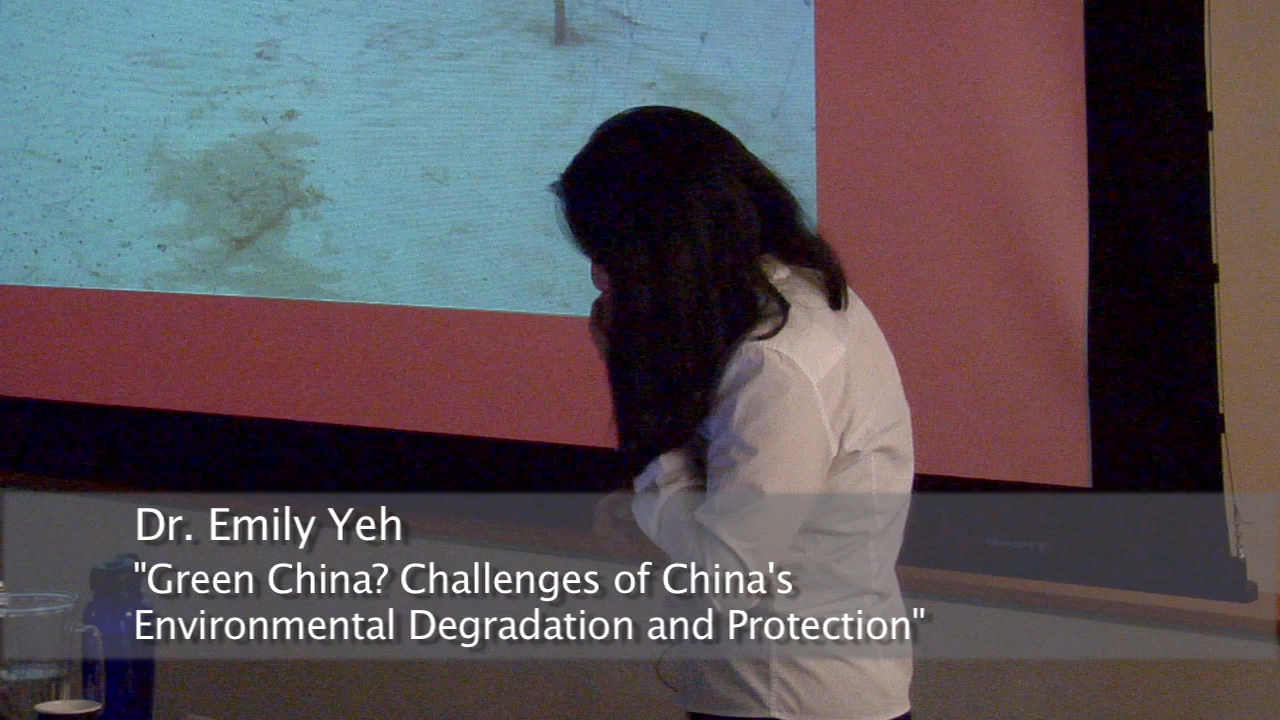 Dr. Emily Yeh
"Green China? Challenges of China's
Environmental Degradation and Protection"